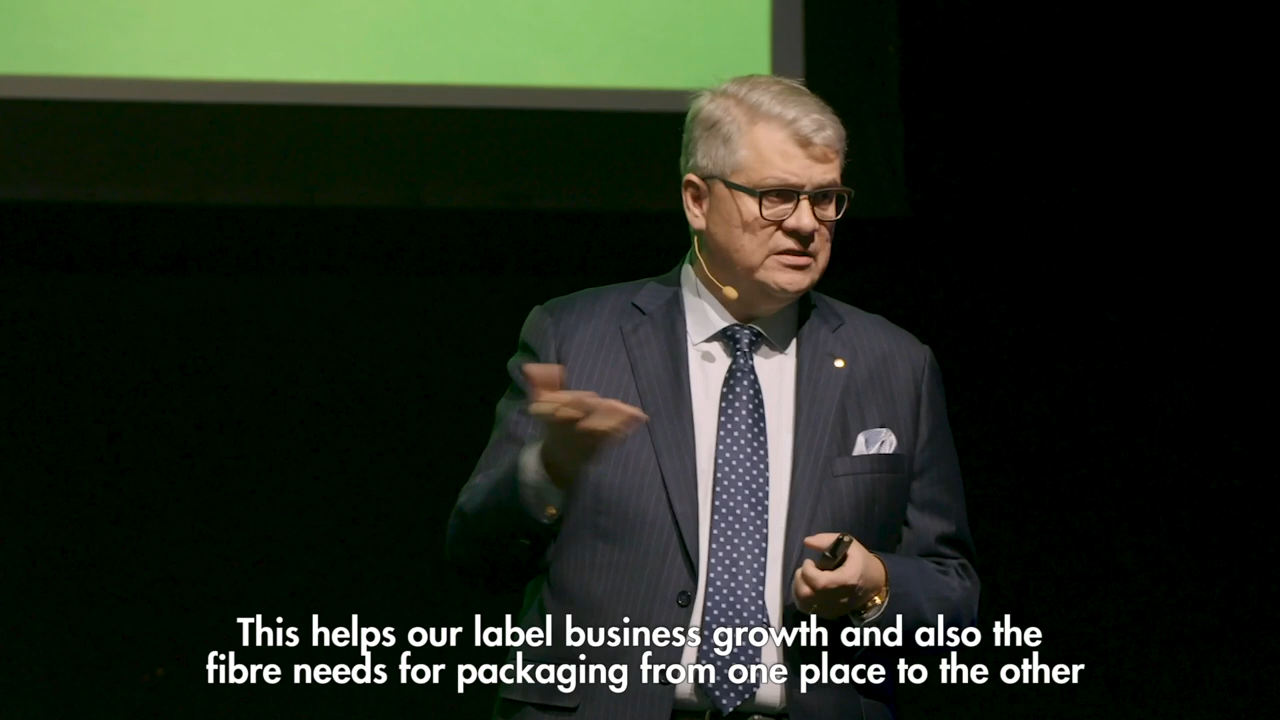 This helps our label business growth and also the
fibre needs for packaging from one place to the other